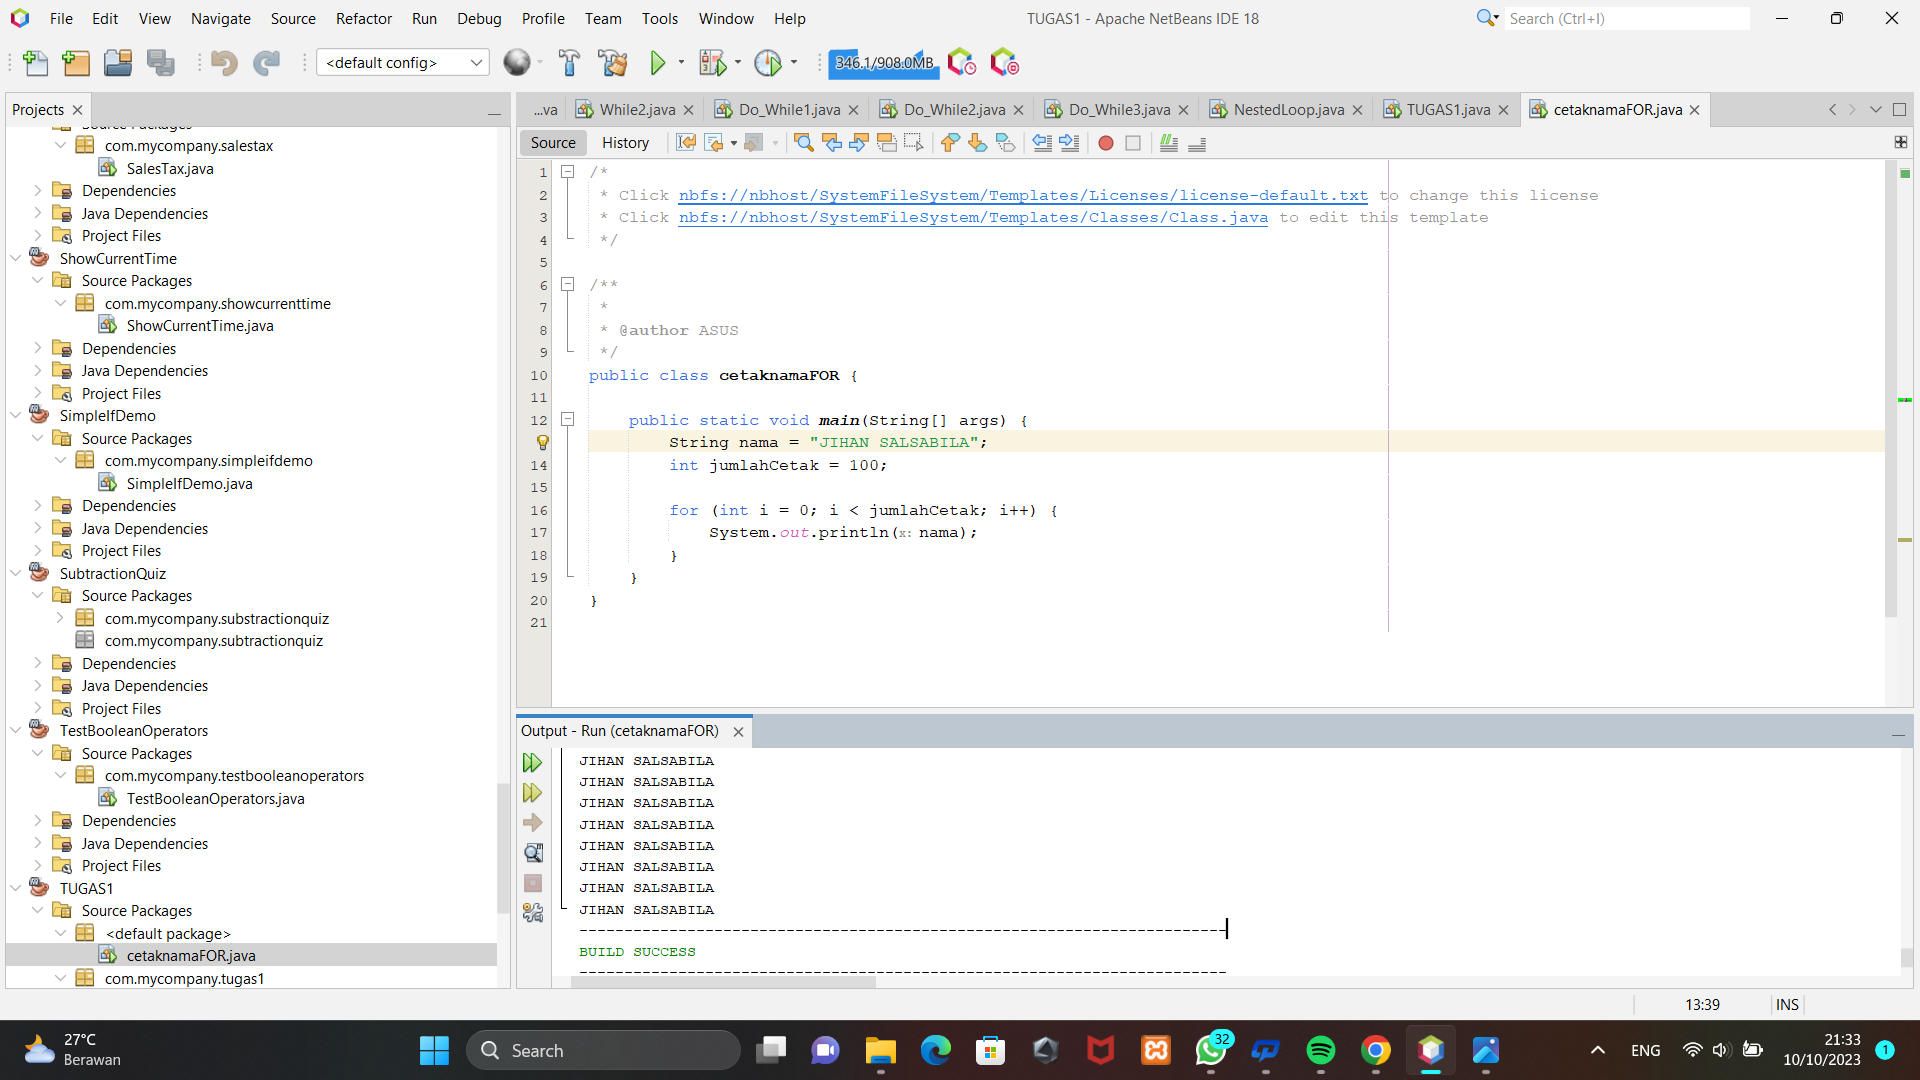 File Edit View Navigate Source Refactor Run Debug Profile Team Tools Window Help
TUGAS1 - Apache NetBeans IDE 18
Search (Ctrl+I)
<default config>
346.1/908.0MB
Projects
Source Packages
com.mycompany.salestax
SalesTax.java
Dependencies
Java Dependencies
Project Files
ShowCurrentTime
Source Packages
com.mycompany.showcurrenttime
ShowCurrentTime.java
Dependencies
Java Dependencies
Project Files
SimpleIfDemo
Source Packages
com.mycompany.simpleifdemo
SimpleIfDemo.java
Dependencies
Java Dependencies
Project Files
SubtractionQuiz
Source Packages
com.mycompany.substractionquiz
com.mycompany.subtractionquiz
Dependencies
Java Dependencies
Project Files
TestBooleanOperators
Source Packages
com.mycompany.testbooleanoperators
TestBooleanOperators.java
Dependencies
Java Dependencies
Project Files
TUGAS1
Source Packages
<default package>
cetaknamaFOR.java
com.mycompany.tugas1
...va While2.java Do_While1.java Do_While2.java Do_While3.java NestedLoop.java TUGAS1.java cetaknamaFOR.java
Source History
1 /*
2 * Click nbfs://nbhost/SystemFileSystem/Templates/Licenses/license-default.txt to change this license
3 * Click nbfs://nbhost/SystemFileSystem/Templates/Classes/Class.java to edit this template
4 */
5
6 /**
7 *
8 * @author ASUS
9 */
10 public class cetaknamaFOR {
11
12 public static void main(String[] args) {
String nama = "JIHAN SALSABILA";
14 int jumlahCetak = 100;
15
16 for (int i = 0; i < jumlahCetak; i++) {
17 System.out.println(x: nama);
18 }
19 }
20 }
21
Output - Run (cetaknamaFOR)
JIHAN SALSABILA
JIHAN SALSABILA
JIHAN SALSABILA
JIHAN SALSABILA
JIHAN SALSABILA
JIHAN SALSABILA
JIHAN SALSABILA
JIHAN SALSABILA
------------------------------------------------------------------------
BUILD SUCCESS
------------------------------------------------------------------------
13:39 INS
27°C
Berawan
Search
32
ENG
21:33
10/10/2023
1